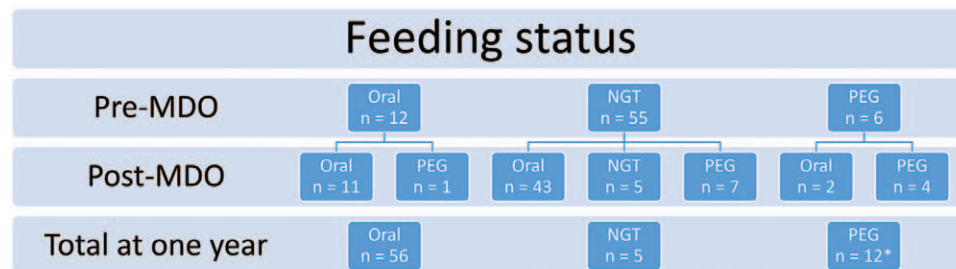 Feeding status
Pre-MDO
Oral
n = 12
NGT
n = 55
PEG
n = 6
Post-MDO
Oral
n = 11
PEG
n = 1
Oral
n = 43
NGT
n = 5
PEG
n = 7
Oral
n = 2
PEG
n = 4
Total at one year
Oral
n = 56
NGT
n = 5
PEG
n = 12*